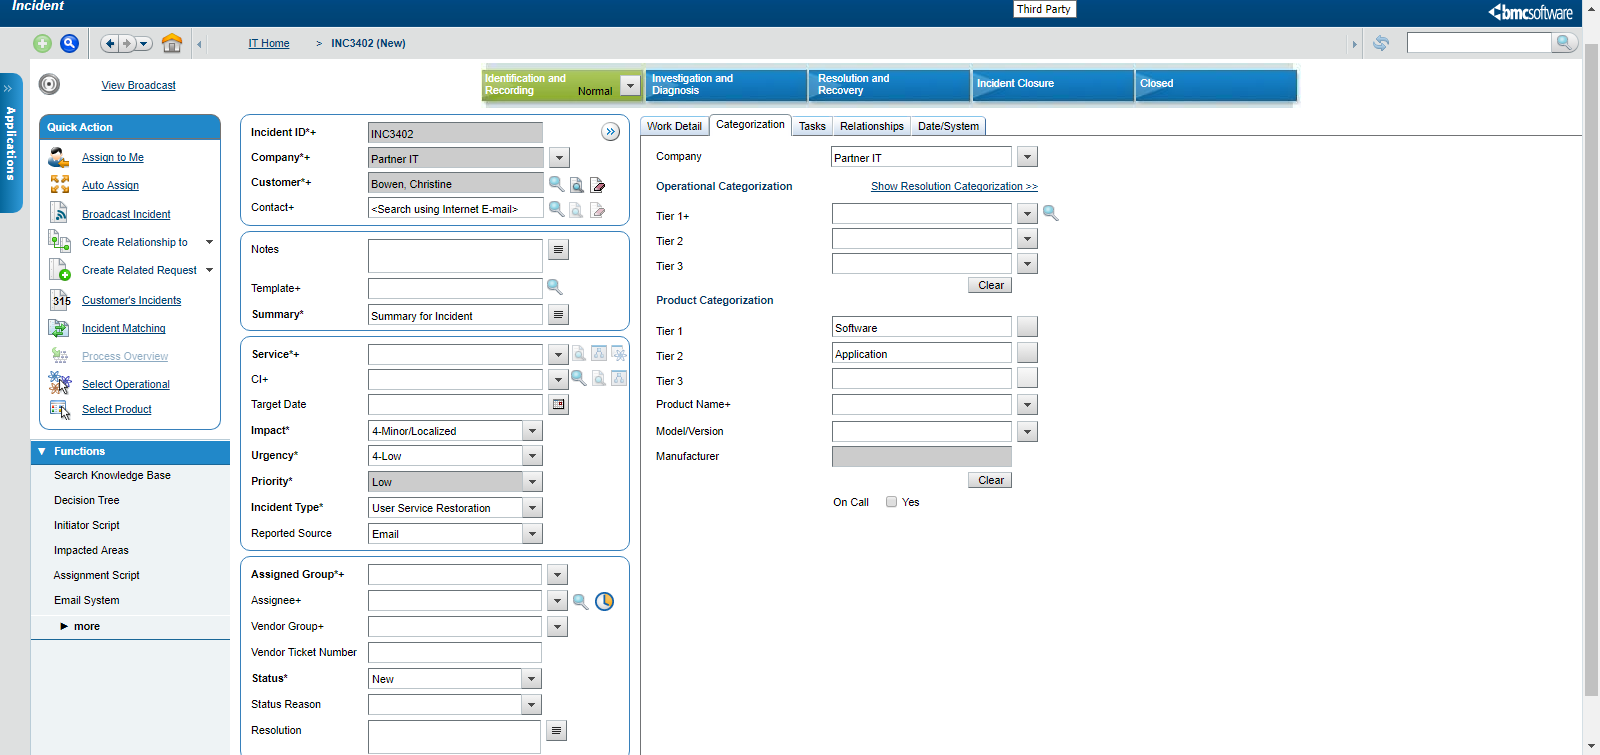 Incident
Third Party
bmcsoftware
IT Home > INC3402 (New)
Applications
View Broadcast
Identification and
Recording
Normal
Investigation and
Diagnosis
Resolution and
Recovery
Incident Closure
Closed
Quick Action
Assign to Me
Auto Assign
Broadcast Incident
Create Relationship to
Create Related Request
315 Customer's Incidents
Incident Matching
Process Overview
Select Operational
Select Product
Functions
Search Knowledge Base
Decision Tree
Initiator Script
Impacted Areas
Assignment Script
Email System
more
Incident ID*+ INC3402
Company*+ Partner IT
Customer*+ Bowen, Christine
Contact+ <Search using Internet E-mail>
Notes
Template+
Summary* Summary for Incident
Service*+
CI+
Target Date
Impact* 4-Minor/Localized
Urgency* 4-Low
Priority* Low
Incident Type* User Service Restoration
Reported Source Email
Assigned Group*+
Assignee+
Vendor Group+
Vendor Ticket Number
Status* New
Status Reason
Resolution
Work Detail Categorization Tasks Relationships Date/System
Company Partner IT
Operational Categorization Show Resolution Categorization >>
Tier 1+
Tier 2
Tier 3
Clear
Product Categorization
Tier 1 Software
Tier 2 Application
Tier 3
Product Name+
Model/Version
Manufacturer
Clear
On Call Yes